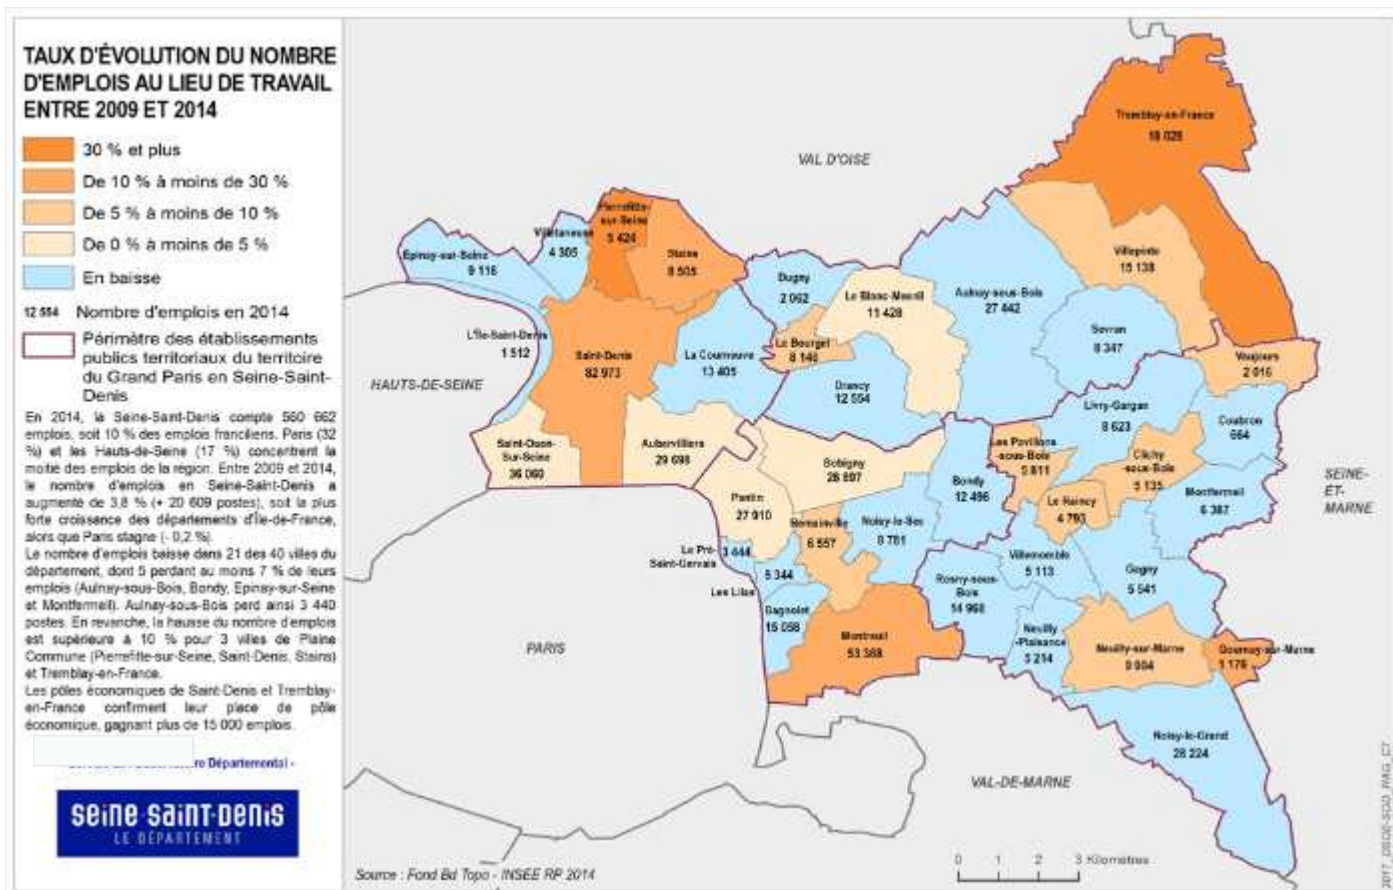 TAUX D'ÉVOLUTION DU NOMBRE
D'EMPLOIS AU LIEU DE TRAVAIL
ENTRE 2009 ET 2014
30 % et plus
De 10 % à moins de 30 %
De 5 % à moins de 10 %
De 0 % à moins de 5 %
En baisse
12 554 Nombre d'emplois en 2014
Périmètre des établissements
publics territoriaux du territoire
du Grand Paris en Seine-Saint-
Denis
En 2014, la Seine-Saint-Denis compte 560 662
emplois, soit 10 % des emplois franciliens. Paris (32
%) et les Hauts-de-Seine (17 %) concentrent la
moitié des emplois de la région. Entre 2009 et 2014,
le nombre d'emplois en Seine-Saint-Denis a
augmenté de 3,8 % (+ 20 609 postes), soit la plus
forte croissance des départements d'Île-de-France,
alors que Paris stagne (- 0,2 %).
Le nombre d'emplois baisse dans 21 des 40 villes du
département, dont 5 perdant au moins 7 % de leurs
emplois (Aulnay-sous-Bois, Bondy, Epinay-sur-Seine
et Montfermeil). Aulnay-sous-Bois perd ainsi 3 440
postes. En revanche, la hausse du nombre d'emplois
est supérieure à 10 % pour 3 villes de Plaine
Commune (Pierrefitte-sur-Seine, Saint-Denis, Stains)
et Tremblay-en-France.
Les pôles économiques de Saint-Denis et Tremblay-
en-France confirment leur place de pôle
économique, gagnant plus de 15 000 emplois.
Départemental -
seine-saint-denis
LE DÉPARTEMENT
VAL D'OISE
Tremblay-en-France
Pierrefitte-
sur-Seine
5 424
Villetaneuse
4 305
Épinay-sur-Seine
9 116
Stains
8 505
Villepinte
15 138
Dugny
2 062
Le Blanc-Mesnil
11 428
Aulnay-sous-Bois
27 442
Sevran
8 347
L'Île-Saint-Denis
1 512
Saint-Denis
82 973
La Courneuve
13 405
Le Bourget
8 146
Vaujours
2 016
HAUTS-DE-SEINE
Drancy
12 554
Livry-Gargan
8 623
Coubron
664
Saint-Ouen-
Sur-Seine
36 060
Aubervilliers
29 698
Bobigny
28 897
Les Pavillons
-sous-Bois
5 811
Clichy
-sous-Bois
5 135
SEINE-
ET-
MARNE
Bondy
12 496
Pantin
27 910
Le Raincy
4 793
Montfermeil
6 387
Romainville
6 557
Noisy-le-Sec
8 781
Le Pré-
Saint-Gervais
3 444
Villemomble
5 113
Gagny
5 541
Les Lilas
5 344
Rosny-sous-
Bois
14 968
Bagnolet
15 058
Neuilly
-Plaisance
5 214
PARIS
Montreuil
53 368
Neuilly-sur-Marne
Gournay-sur-Marne
1 176
Noisy-le-Grand
28 224
VAL-DE-MARNE
0 1 2 3 Kilomètres
Source : Fond Bd Topo - INSEE RP 2014